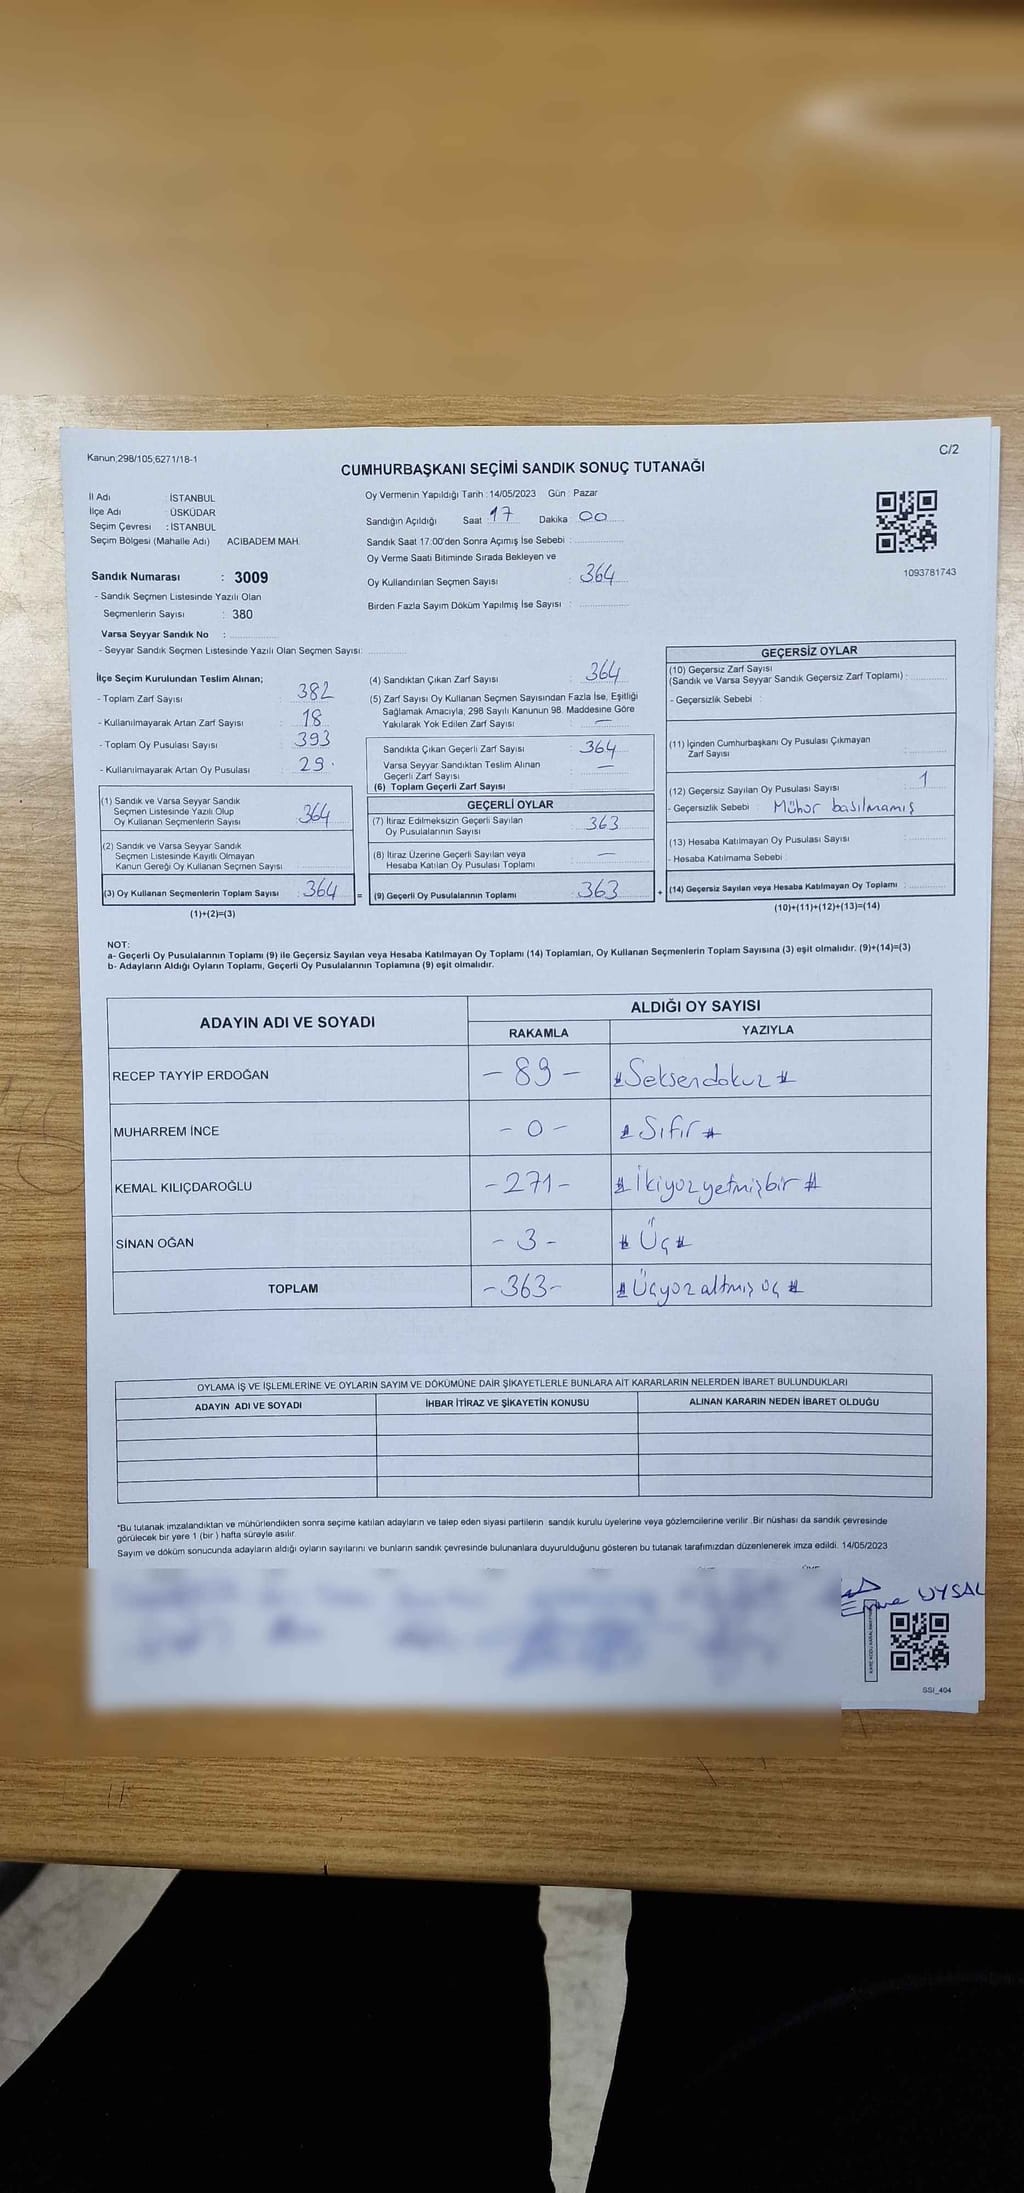 Kanun;298/105,6271/18-1
C/2
CUMHURBAŞKANI SEÇİMİ SANDIK SONUÇ TUTANAĞI
İl Adı : İSTANBUL
İlçe Adı : ÜSKÜDAR
Seçim Çevresi : İSTANBUL
Seçim Bölgesi (Mahalle Adı) ACIBADEM MAH.
Sandık Numarası : 3009
- Sandık Seçmen Listesinde Yazılı Olan
Seçmenlerin Sayısı : 380
Varsa Seyyar Sandık No :
- Seyyar Sandık Seçmen Listesinde Yazılı Olan Seçmen Sayısı:
Oy Vermenin Yapıldığı Tarih : 14/05/2023 Gün : Pazar
Sandığın Açıldığı Saat 17 Dakika 00
Sandık Saat 17:00'den Sonra Açımış İse Sebebi :
Oy Verme Saati Bitiminde Sırada Bekleyen ve
Oy Kullandırılan Seçmen Sayısı : 364
Birden Fazla Sayım Döküm Yapılmış İse Sayısı :
1093781743
İlçe Seçim Kurulundan Teslim Alınan;
- Toplam Zarf Sayısı : 382
- Kullanılmayarak Artan Zarf Sayısı : 18
- Toplam Oy Pusulası Sayısı : 393
- Kullanılmayarak Artan Oy Pusulası : 29
(1) Sandık ve Varsa Seyyar Sandık
Seçmen Listesinde Yazılı Olup
Oy Kullanan Seçmenlerin Sayısı : 364
(2) Sandık ve Varsa Seyyar Sandık
Seçmen Listesinde Kayıtlı Olmayan
Kanun Gereği Oy Kullanan Seçmen Sayısı :
(3) Oy Kullanan Seçmenlerin Toplam Sayısı : 364 =
(1)+(2)=(3)
(4) Sandıktan Çıkan Zarf Sayısı : 364
(5) Zarf Sayısı Oy Kullanan Seçmen Sayısından Fazla İse, Eşitliği
Sağlamak Amacıyla, 298 Sayılı Kanunun 98. Maddesine Göre
Yakılarak Yok Edilen Zarf Sayısı : —
Sandıkta Çıkan Geçerli Zarf Sayısı : 364
Varsa Seyyar Sandıktan Teslim Alınan
Geçerli Zarf Sayısı : —
(6) Toplam Geçerli Zarf Sayısı
GEÇERLİ OYLAR
(7) İtiraz Edilmeksizin Geçerli Sayılan
Oy Pusulalarının Sayısı : 363
(8) İtiraz Üzerine Geçerli Sayılan veya
Hesaba Katılan Oy Pusulası Toplamı : —
(9) Geçerli Oy Pusulalarının Toplamı : 363 +
GEÇERSİZ OYLAR
(10) Geçersiz Zarf Sayısı
(Sandık ve Varsa Seyyar Sandık Geçersiz Zarf Toplamı) :
- Geçersizlik Sebebi :
(11) İçinden Cumhurbaşkanı Oy Pusulası Çıkmayan
Zarf Sayısı :
(12) Geçersiz Sayılan Oy Pusulası Sayısı : 1
- Geçersizlik Sebebi : Mühür basılmamış
(13) Hesaba Katılmayan Oy Pusulası Sayısı :
- Hesaba Katılmama Sebebi :
(14) Geçersiz Sayılan veya Hesaba Katılmayan Oy Toplamı :
(10)+(11)+(12)+(13)=(14)
NOT:
a- Geçerli Oy Pusulalarının Toplamı (9) ile Geçersiz Sayılan veya Hesaba Katılmayan Oy Toplamı (14) Toplamları, Oy Kullanan Seçmenlerin Toplam Sayısına (3) eşit olmalıdır. (9)+(14)=(3)
b- Adayların Aldığı Oyların Toplamı, Geçerli Oy Pusulalarının Toplamına (9) eşit olmalıdır.
ADAYIN ADI VE SOYADI ALDIĞI OY SAYISI
RAKAMLA YAZIYLA
RECEP TAYYİP ERDOĞAN - 89 - # Seksendokuz #
MUHARREM İNCE - 0 - # Sıfır #
KEMAL KILIÇDAROĞLU - 271 - # İkiyüzyetmişbir #
SİNAN OĞAN - 3 - # Üç #
TOPLAM - 363 - # Üçyüz altmış üç #
OYLAMA İŞ VE İŞLEMLERİNE VE OYLARIN SAYIM VE DÖKÜMÜNE DAİR ŞİKAYETLERLE BUNLARA AİT KARARLARIN NELERDEN İBARET BULUNDUKLARI
ADAYIN ADI VE SOYADI İHBAR İTİRAZ VE ŞİKAYETİN KONUSU ALINAN KARARIN NEDEN İBARET OLDUĞU
*Bu tutanak imzalandıktan ve mühürlendikten sonra seçime katılan adayların ve talep eden siyasi partilerin sandık kurulu üyelerine veya gözlemcilerine verilir .Bir nüshası da sandık çevresinde
görülecek bir yere 1 (bir) hafta süreyle asılır.
Sayım ve döküm sonucunda adayların aldığı oyların sayılarını ve bunların sandık çevresinde bulunanlara duyurulduğunu gösteren bu tutanak tarafımızdan düzenlenerek imza edildi. 14/05/2023
Emre UYSAL
SSI_404